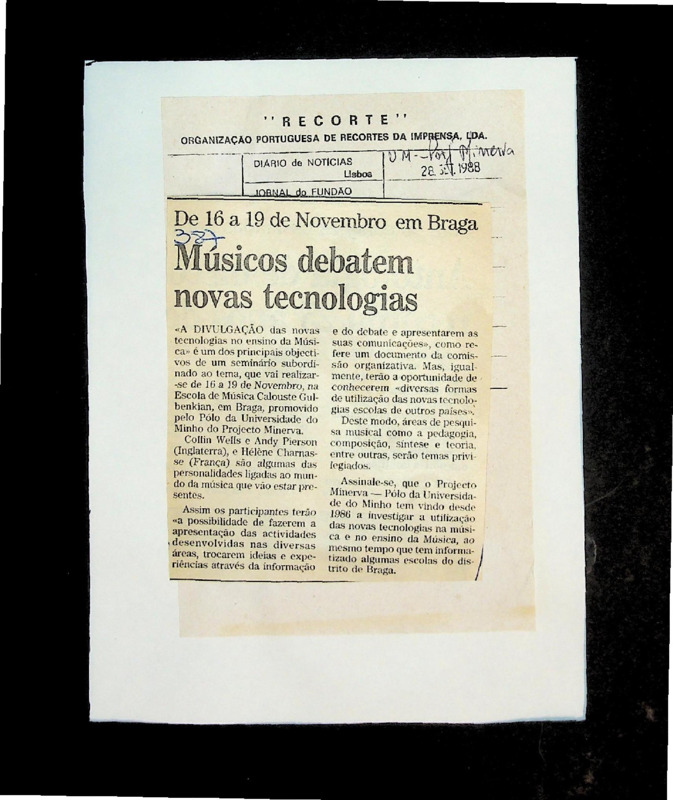 "RECORTE"
ORGANIZAÇÃO PORTUGUESA DE RECORTES DA IMPRENSA, LDA.
UM - Proj Minerva
DIÁRIO de NOTÍCIAS
Lisboa
28 SET. 1988
JORNAL do FUNDÃO
De 16 a 19 de Novembro em Braga
387
Músicos debatem
novas tecnologias
«A DIVULGAÇÃO das novas
tecnologias no ensino da Músi-
ca» é um dos principais objecti-
vos de um seminário subordi-
nado ao tema, que vai realizar-
-se de 16 a 19 de Novembro, na
Escola de Música Calouste Gul-
benkian, em Braga, promovido
pelo Pólo da Universidade do
Minho do Projecto Minerva.
Collin Wells e Andy Pierson
(Inglaterra), e Hélène Charnas-
se (França) são algumas das
personalidades ligadas ao mun-
do da música que vão estar pre-
sentes.
Assim os participantes terão
«a possibilidade de fazerem a
apresentação das actividades
desenvolvidas nas diversas
áreas, trocarem ideias e expe-
riências através da informação
e do debate e apresentarem as
suas comunicações», como re-
fere um documento da comis-
são organizativa. Mas, igual-
mente, terão a oportunidade de
conhecerem «diversas formas
de utilização das novas tecnolo-
gias escolas de outros países».
Deste modo, áreas de pesqui-
sa musical como a pedagogia,
composição, síntese e teoria,
entre outras, serão temas privi-
legiados.
Assinale-se, que o Projecto
Minerva — Pólo da Universida-
de do Minho tem vindo desde
1986 a investigar a utilização
das novas tecnologias na músi-
ca e no ensino da Música, ao
mesmo tempo que tem informa-
tizado algumas escolas do dis-
trito de Braga.